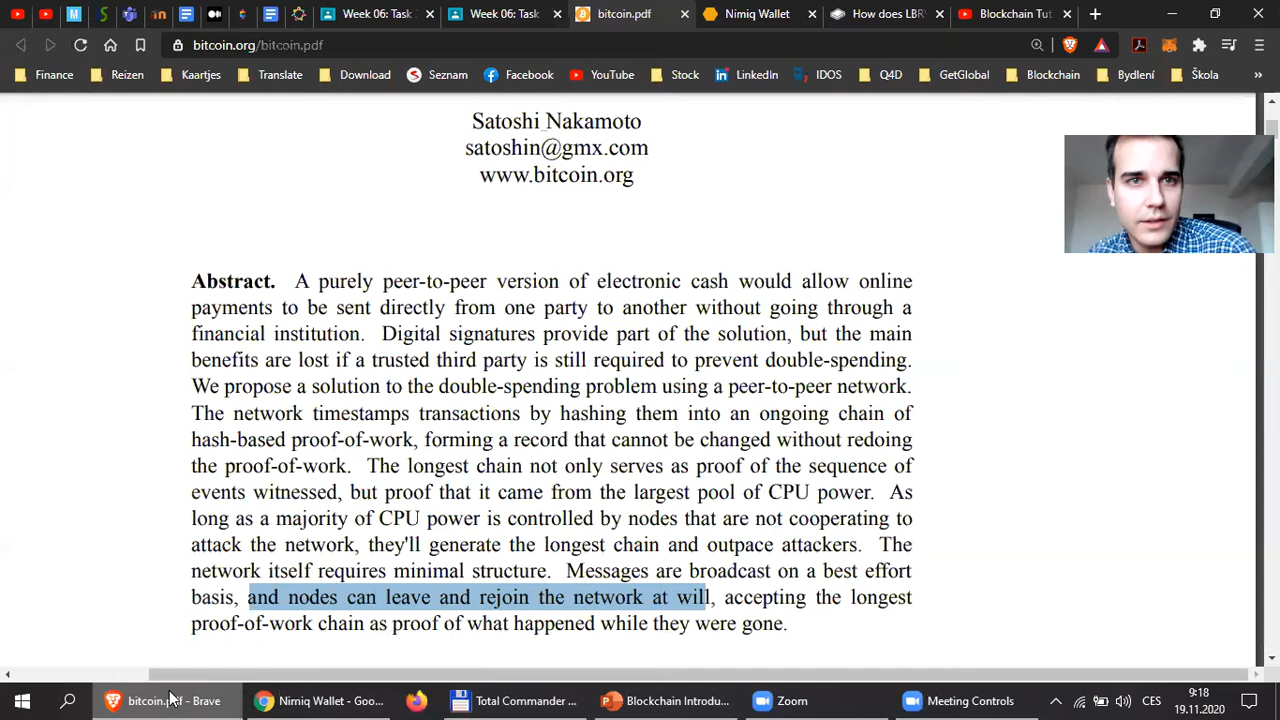 Week 06: Task
Week 06: Task
bitcoin.pdf
Nimiq Wallet
How does LBR
Blockchain Tut
bitcoin.org/bitcoin.pdf
Finance
Reizen
Kaartjes
Translate
Download
Seznam
Facebook
YouTube
Stock
LinkedIn
IDOS
Q4D
GetGlobal
Blockchain
Bydlení
Škola
»
Satoshi Nakamoto
satoshin@gmx.com
www.bitcoin.org
Abstract. A purely peer-to-peer version of electronic cash would allow online
payments to be sent directly from one party to another without going through a
financial institution. Digital signatures provide part of the solution, but the main
benefits are lost if a trusted third party is still required to prevent double-spending.
We propose a solution to the double-spending problem using a peer-to-peer network.
The network timestamps transactions by hashing them into an ongoing chain of
hash-based proof-of-work, forming a record that cannot be changed without redoing
the proof-of-work. The longest chain not only serves as proof of the sequence of
events witnessed, but proof that it came from the largest pool of CPU power. As
long as a majority of CPU power is controlled by nodes that are not cooperating to
attack the network, they'll generate the longest chain and outpace attackers. The
network itself requires minimal structure. Messages are broadcast on a best effort
basis, and nodes can leave and rejoin the network at will, accepting the longest
proof-of-work chain as proof of what happened while they were gone.
bitcoin.pdf - Brave
Nimiq Wallet - Goo...
Total Commander ...
Blockchain Introdu...
Zoom
Meeting Controls
CES
9:18
19.11.2020